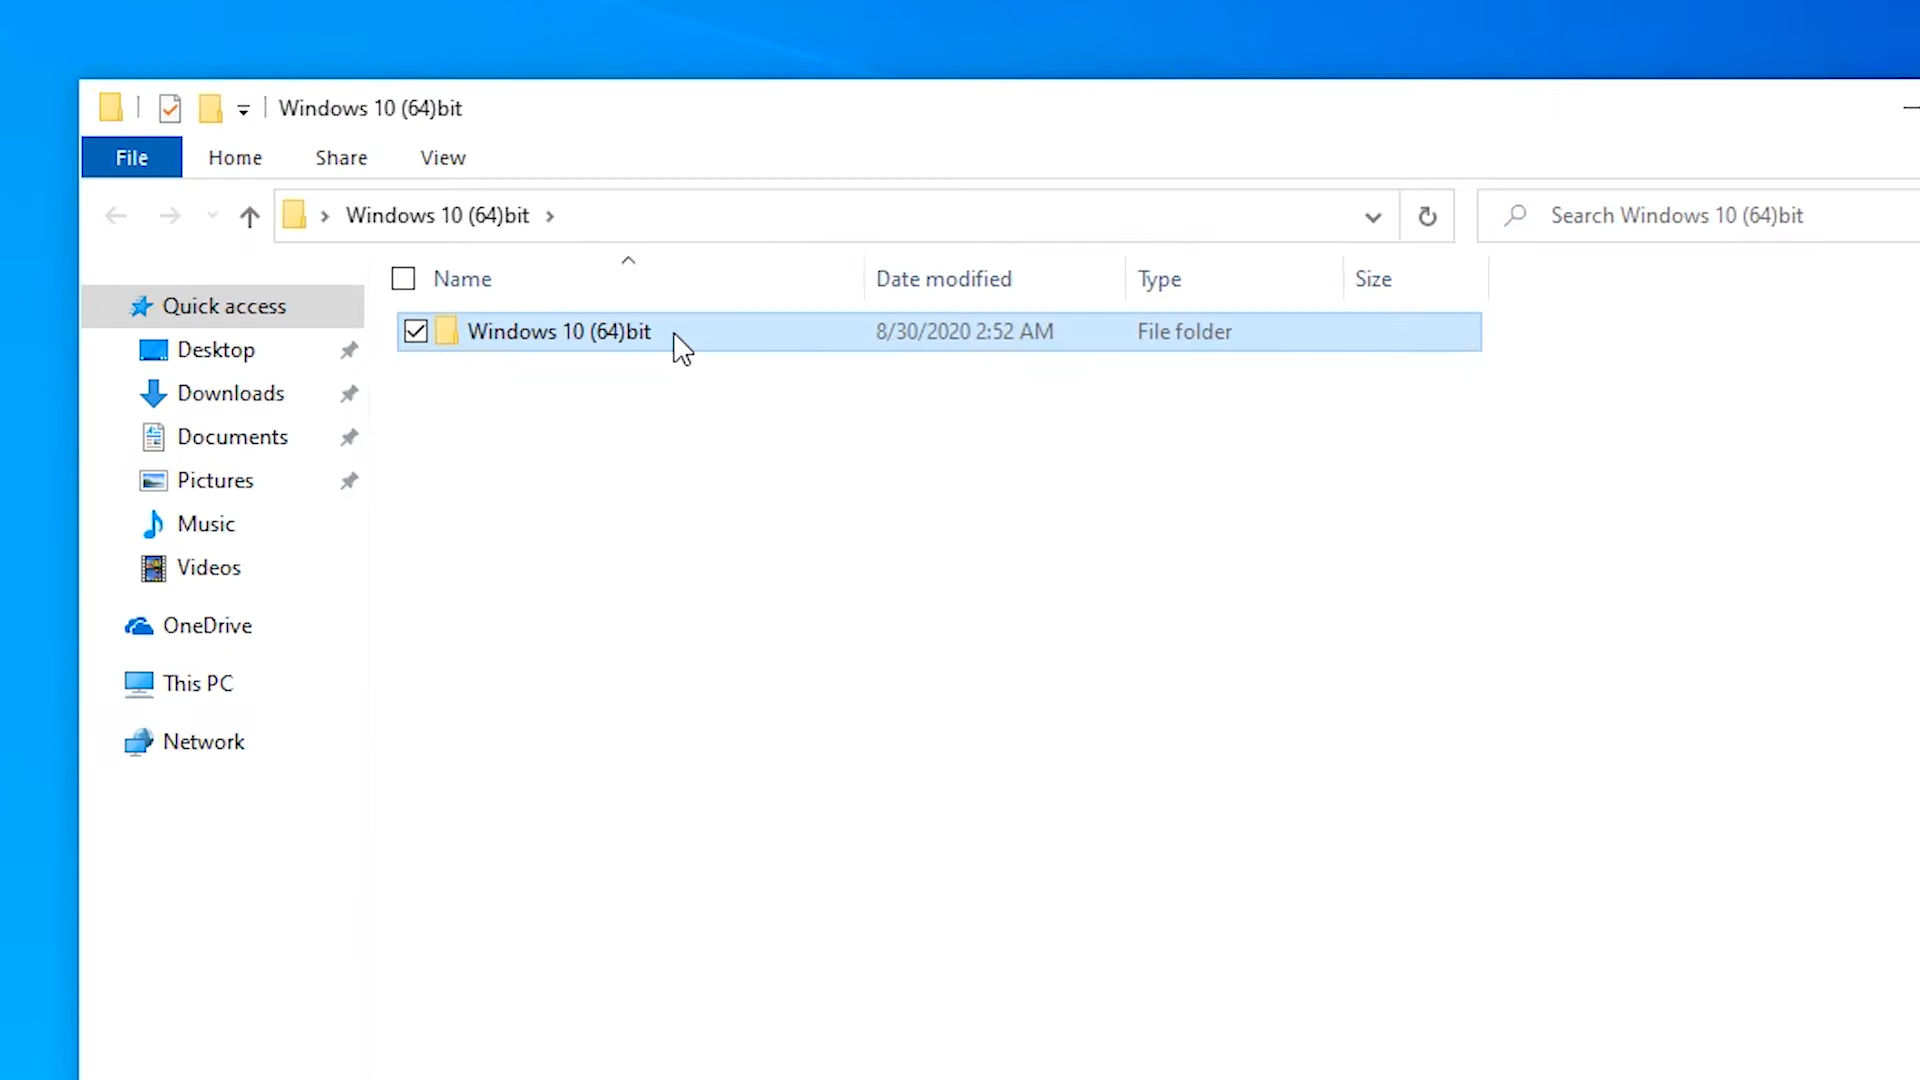 Windows 10 (64)bit
File Home Share View
Windows 10 (64)bit
Search Windows 10 (64)bit
Name Date modified Type Size
Windows 10 (64)bit 8/30/2020 2:52 AM File folder
Quick access
Desktop
Downloads
Documents
Pictures
Music
Videos
OneDrive
This PC
Network